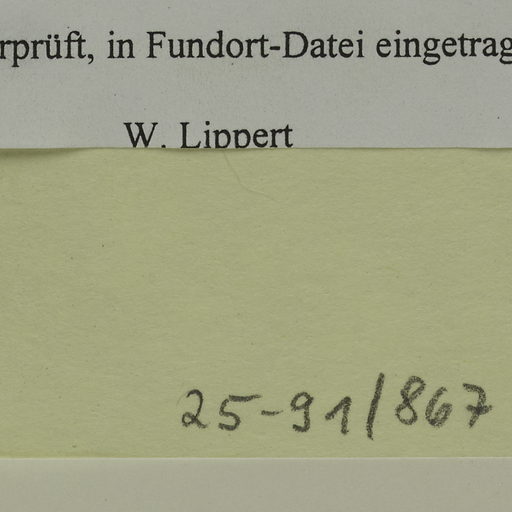 rprüft, in Fundort-Datei eingetrag
W. Lippert
25-91/867